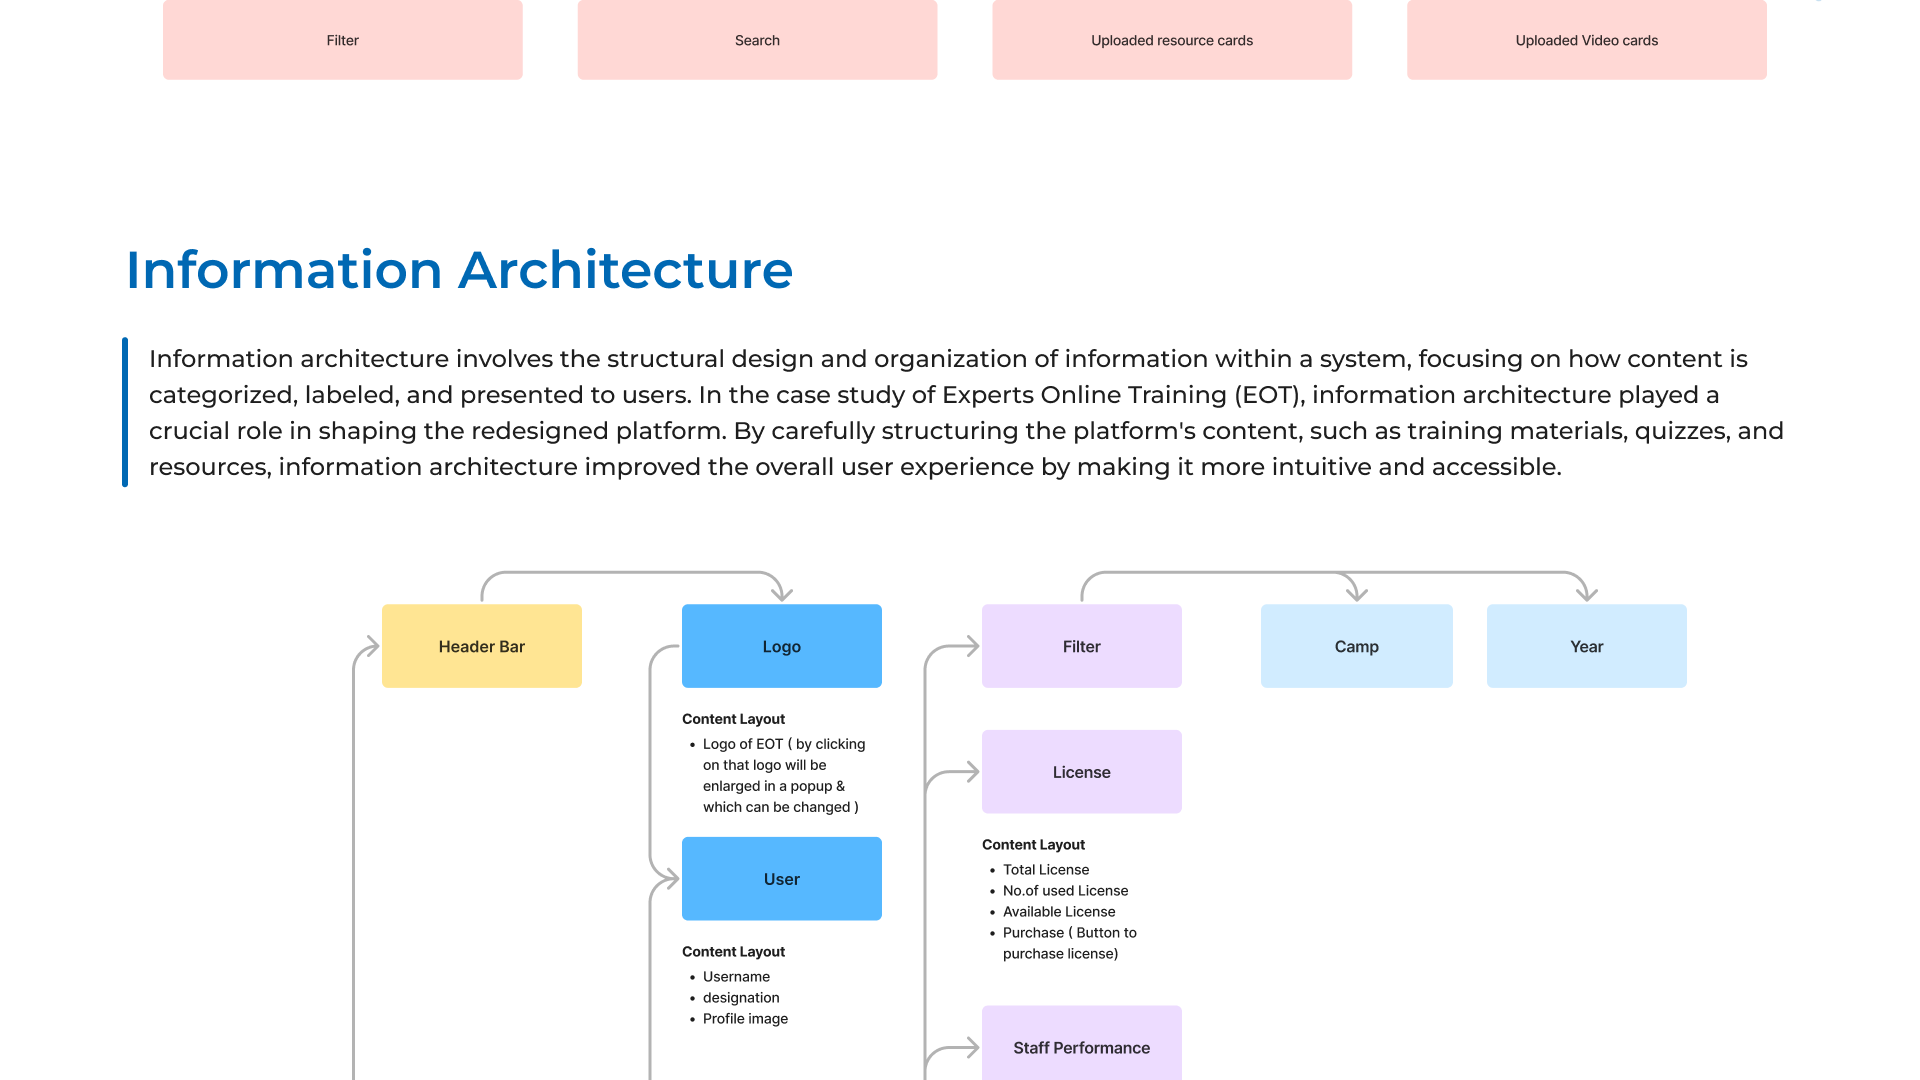 Filter
Search
Uploaded resource cards
Uploaded Video cards
Information Architecture
Information architecture involves the structural design and organization of information within a system, focusing on how content is
categorized, labeled, and presented to users. In the case study of Experts Online Training (EOT), information architecture played a
crucial role in shaping the redesigned platform. By carefully structuring the platform's content, such as training materials, quizzes, and
resources, information architecture improved the overall user experience by making it more intuitive and accessible.
Header Bar
Logo
Content Layout
• Logo of EOT ( by clicking
on that logo will be
enlarged in a popup &
which can be changed )
User
Content Layout
• Username
• designation
• Profile image
Filter
Camp
Year
License
Content Layout
• Total License
• No.of used License
• Available License
• Purchase ( Button to
purchase license)
Staff Performance